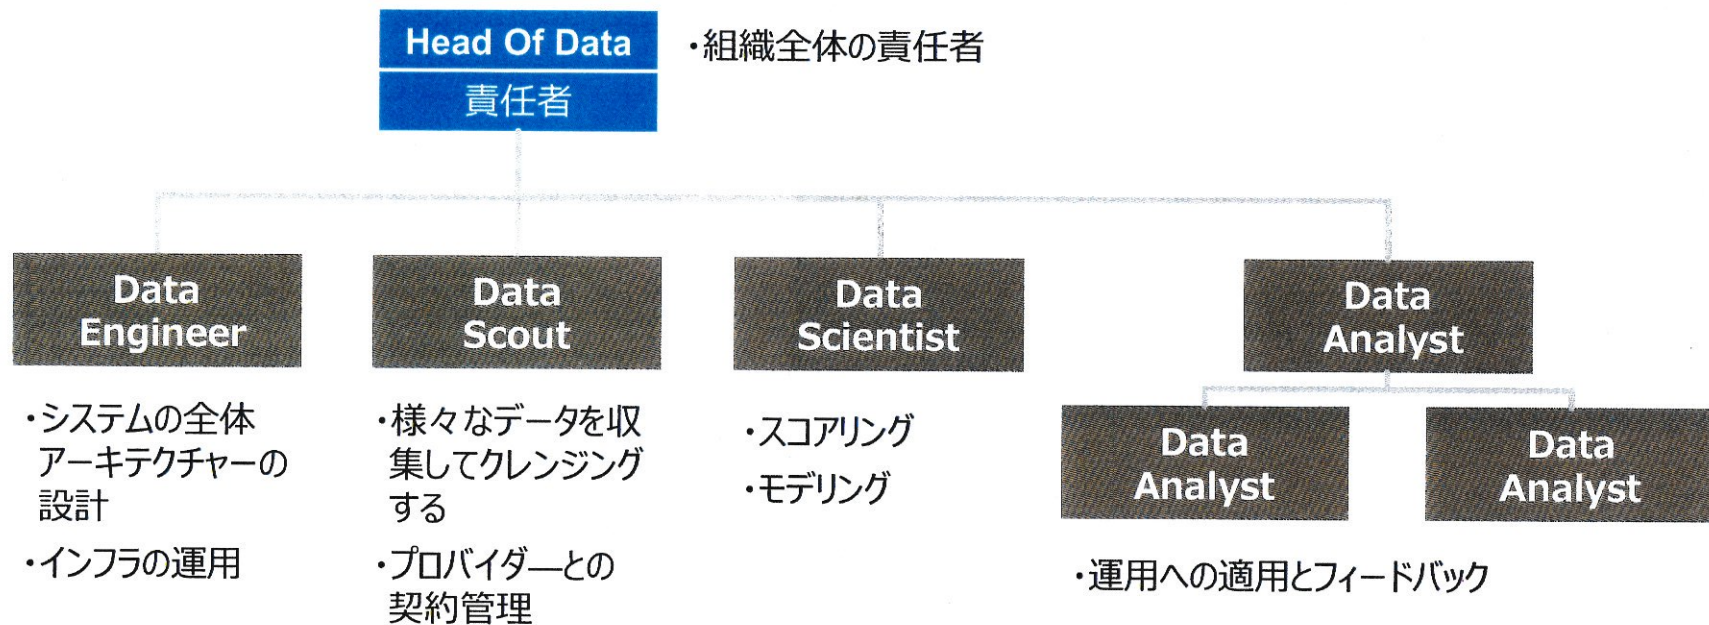 Head Of Data
責任者
・組織全体の責任者
Data
Engineer
・システムの全体
アーキテクチャーの
設計
・インフラの運用
Data
Scout
・様々なデータを収
集してクレンジング
する
・プロバイダ―との
契約管理
Data
Scientist
・スコアリング
・モデリング
Data
Analyst
Data
Analyst
Data
Analyst
・運用への適用とフィードバック